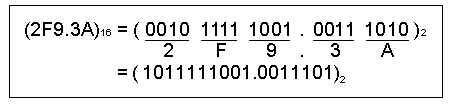 (2F9.3A)16 = ( 0010 1111 1001 . 0011 1010 )2
2 F 9 . 3 A
= ( 1011111001.0011101)2